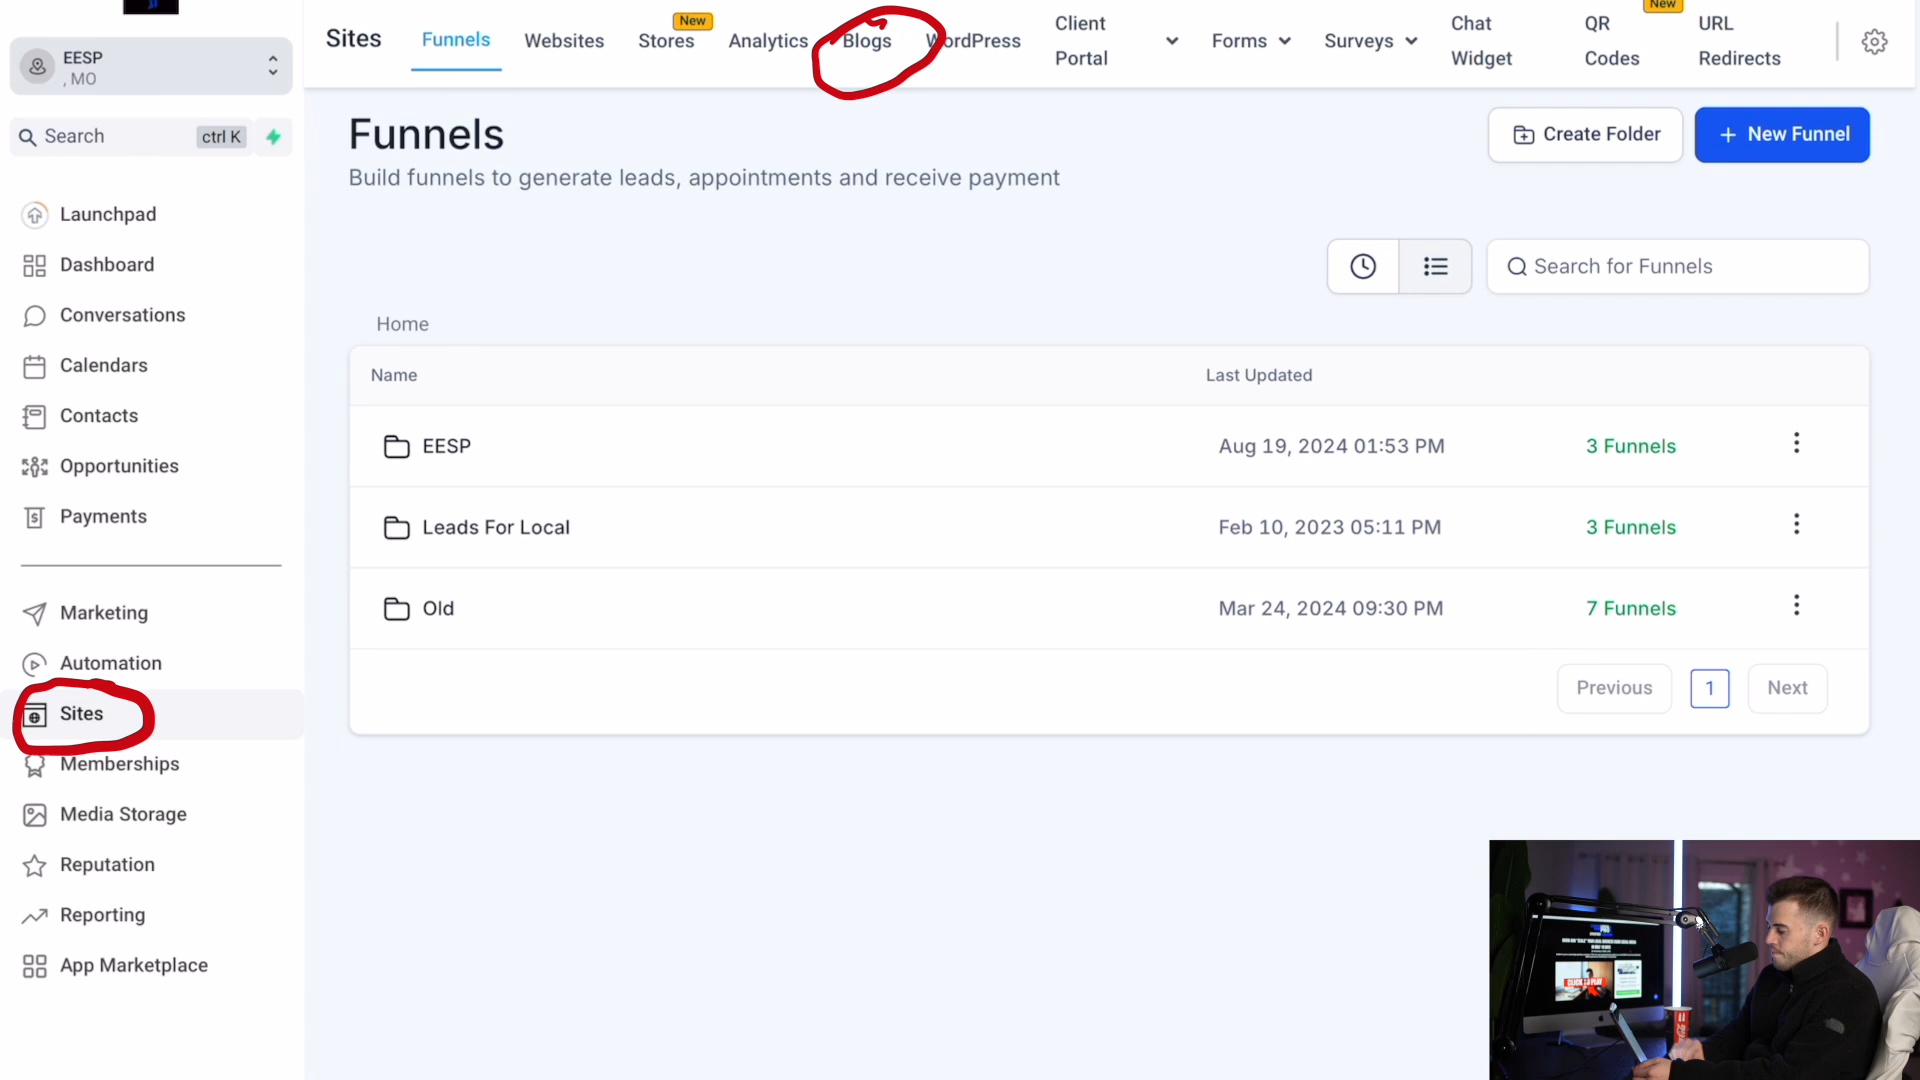 EESP
, MO
Search
ctrl K
Launchpad
Dashboard
Conversations
Calendars
Contacts
Opportunities
Payments
Marketing
Automation
Sites
Memberships
Media Storage
Reputation
Reporting
App Marketplace
Sites
Funnels
Websites
Stores
New
Analytics
Blogs
WordPress
Client
Portal
Forms
Surveys
Chat
Widget
QR
Codes
New
URL
Redirects
Funnels
Build funnels to generate leads, appointments and receive payment
Create Folder
+ New Funnel
Search for Funnels
Home
Name Last Updated
EESP Aug 19, 2024 01:53 PM 3 Funnels
Leads For Local Feb 10, 2023 05:11 PM 3 Funnels
Old Mar 24, 2024 09:30 PM 7 Funnels
Previous 1 Next
CLICK TO PLAY